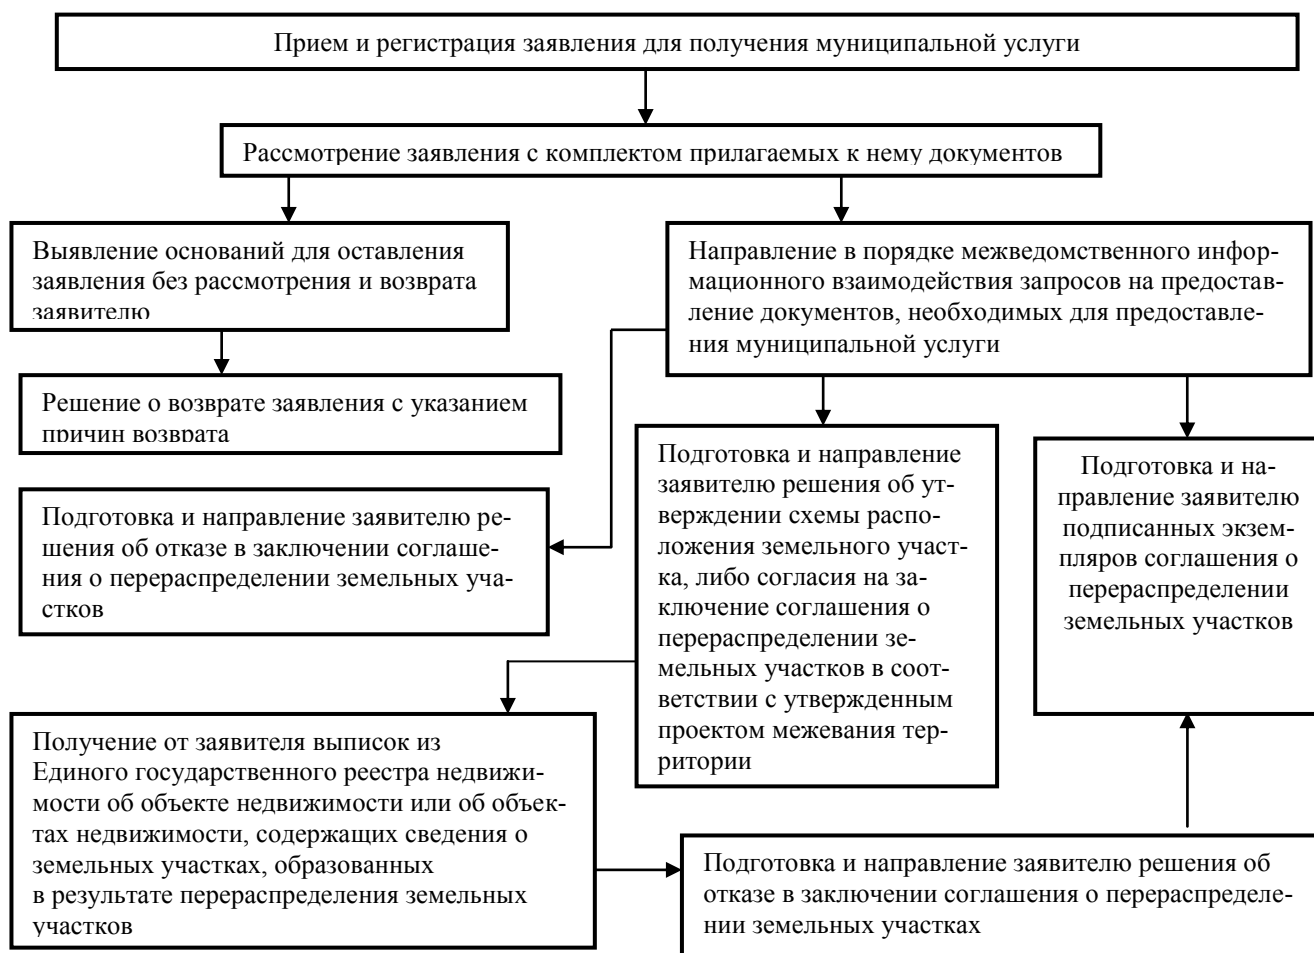 Прием и регистрация заявления для получения муниципальной услуги
Рассмотрение заявления с комплектом прилагаемых к нему документов
Выявление оснований для оставления
заявления без рассмотрения и возврата
заявителю
Направление в порядке межведомственного инфор-
мационного взаимодействия запросов на предостав-
ление документов, необходимых для предоставле-
ния муниципальной услуги
Решение о возврате заявления с указанием
причин возврата
Подготовка и направление заявителю ре-
шения об отказе в заключении соглаше-
ния о перераспределении земельных уча-
стков
Подготовка и направление
заявителю решения об ут-
верждении схемы распо-
ложения земельного участ-
ка, либо согласия на за-
ключение соглашения о
перераспределении зе-
мельных участков в соот-
ветствии с утвержденным
проектом межевания тер-
ритории
Подготовка и на-
правление заявителю
подписанных экзем-
пляров соглашения о
перераспределении
земельных участков
Получение от заявителя выписок из
Единого государственного реестра недвижи-
мости об объекте недвижимости или об объек-
тах недвижимости, содержащих сведения о
земельных участках, образованных
в результате перераспределения земельных
участков
Подготовка и направление заявителю решения об
отказе в заключении соглашения о перераспределе-
нии земельных участках